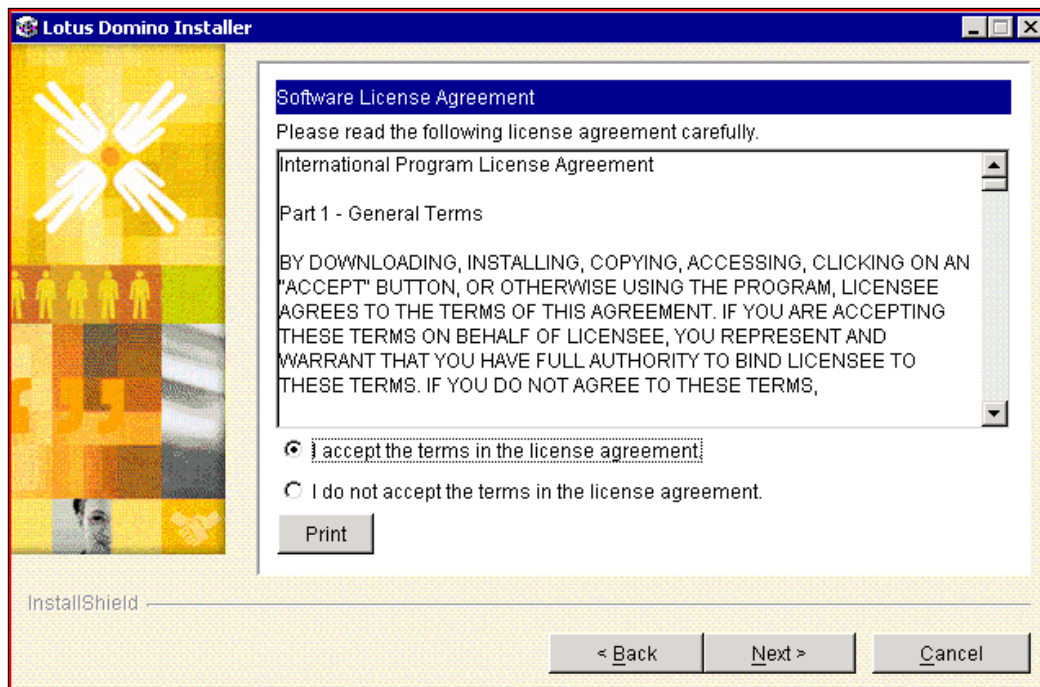 Lotus Domino Installer
Software License Agreement
Please read the following license agreement carefully.
International Program License Agreement
Part 1 - General Terms
BY DOWNLOADING, INSTALLING, COPYING, ACCESSING, CLICKING ON AN
"ACCEPT" BUTTON, OR OTHERWISE USING THE PROGRAM, LICENSEE
AGREES TO THE TERMS OF THIS AGREEMENT. IF YOU ARE ACCEPTING
THESE TERMS ON BEHALF OF LICENSEE, YOU REPRESENT AND
WARRANT THAT YOU HAVE FULL AUTHORITY TO BIND LICENSEE TO
THESE TERMS. IF YOU DO NOT AGREE TO THESE TERMS,
I accept the terms in the license agreement.
I do not accept the terms in the license agreement.
Print
InstallShield
< Back
Next >
Cancel